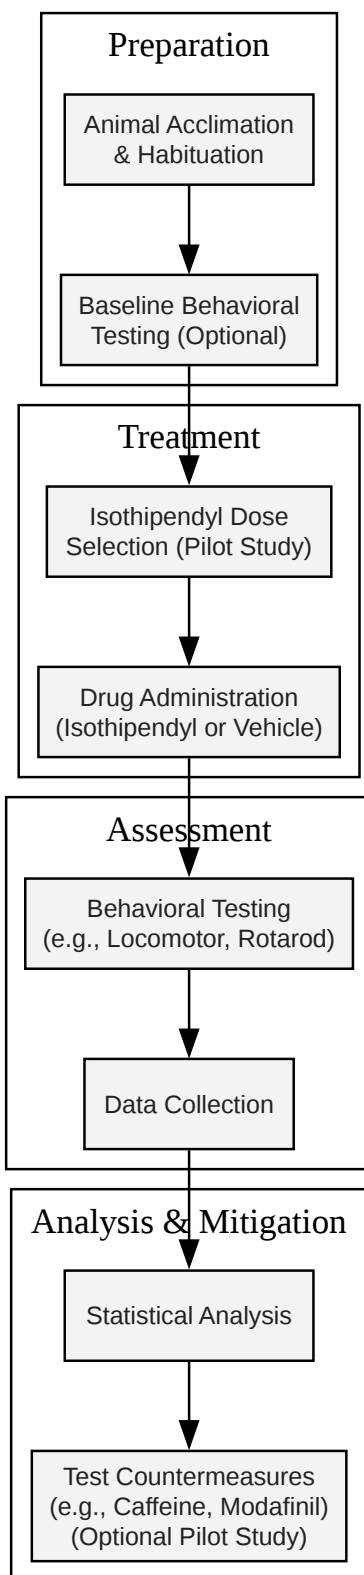 Preparation
Animal Acclimation
& Habituation
Baseline Behavioral
Testing (Optional)
Treatment
Isothipendyl Dose
Selection (Pilot Study)
Drug Administration
(Isothipendyl or Vehicle)
Assessment
Behavioral Testing
(e.g., Locomotor, Rotarod)
Data Collection
Analysis & Mitigation
Statistical Analysis
Test Countermeasures
(e.g., Caffeine, Modafinil)
(Optional Pilot Study)